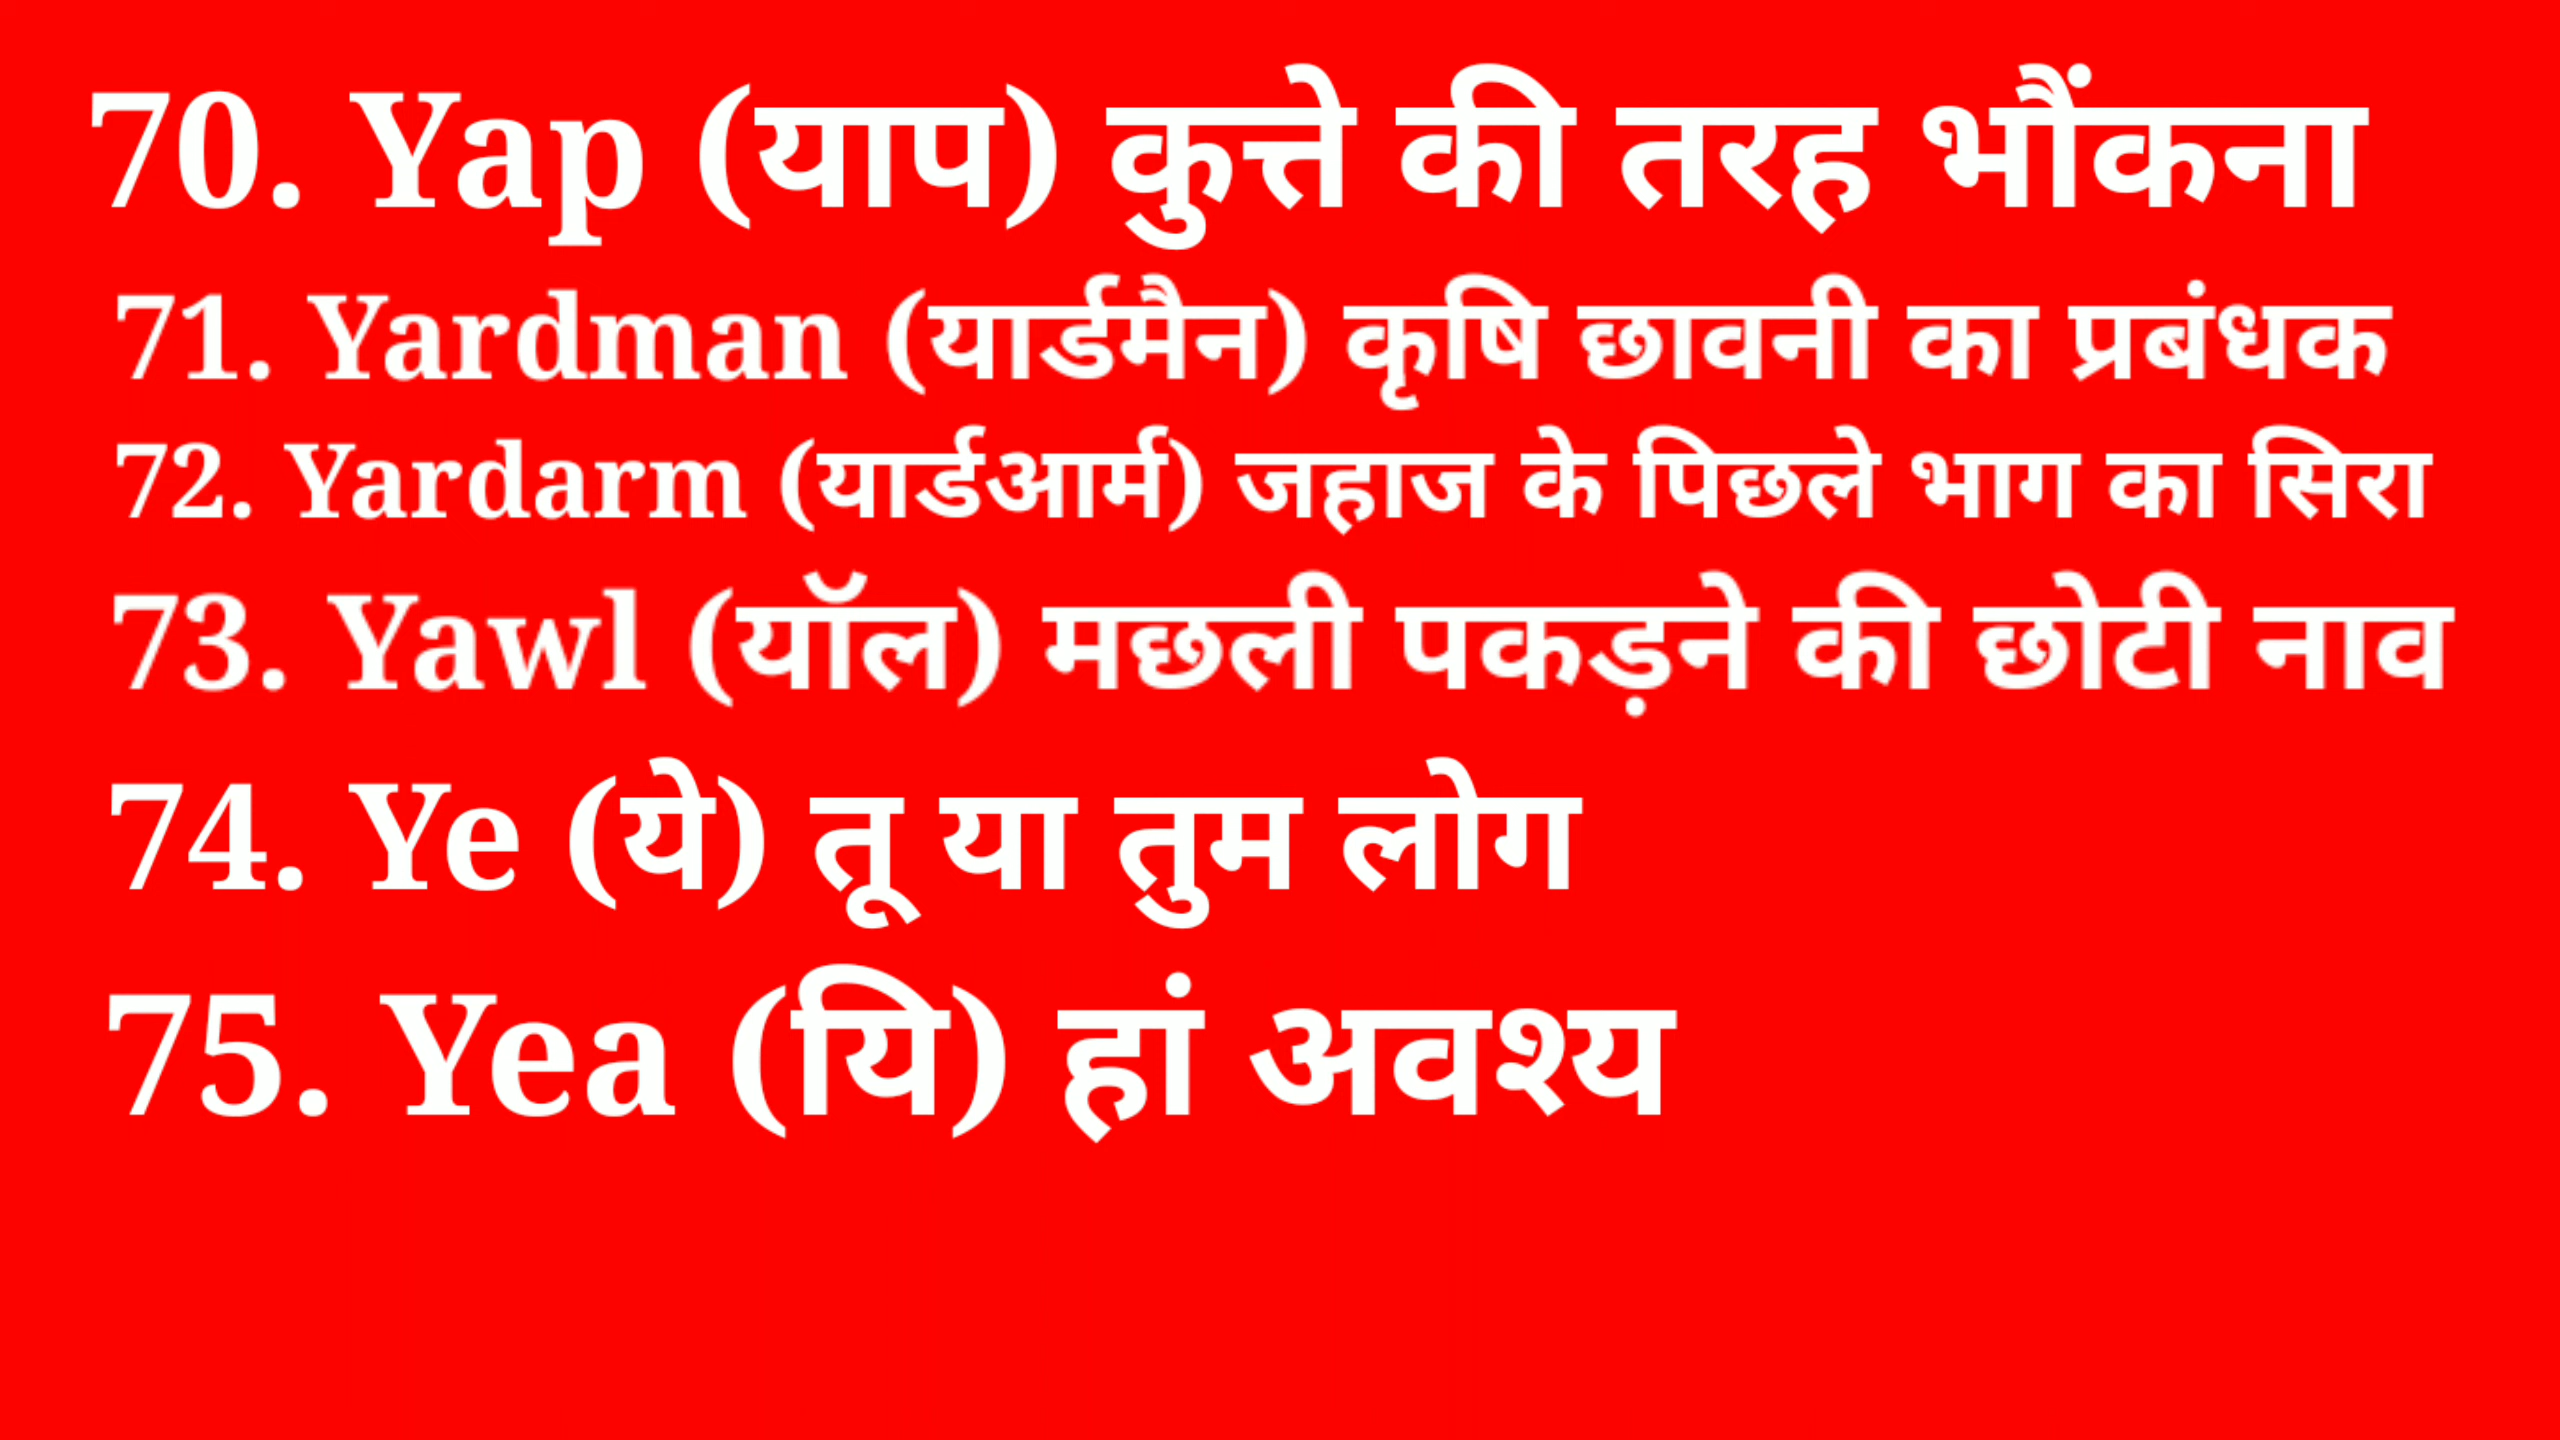 70. Yap (याप) कुत्ते की तरह भौंकना
71. Yardman (यार्डमैन) कृषि छावनी का प्रबंधक
72. Yardarm (यार्डआर्म) जहाज के पिछले भाग का सिरा
73. Yawl (यॉल) मछली पकड़ने की छोटी नाव
74. Ye (ये) तू या तुम लोग
75. Yea (यि) हां अवश्य